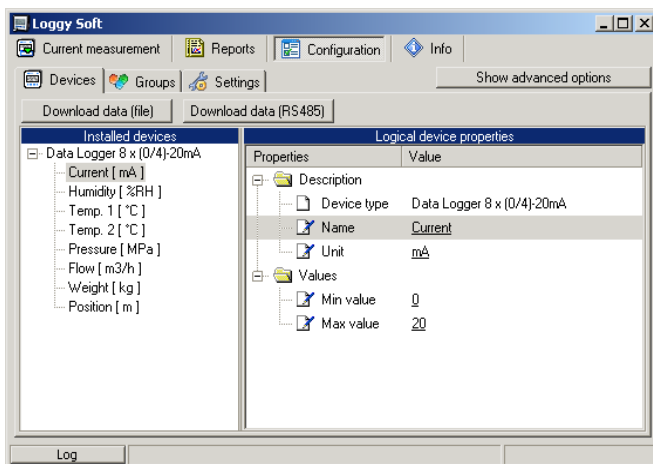 Loggy Soft
Current measurement Reports Configuration Info
Devices Groups Settings Show advanced options
Download data (file) Download data (RS485)
Installed devices
Data Logger 8 x (0/4)-20mA
Current [ mA ]
Humidity [ %RH ]
Temp. 1 [ °C ]
Temp. 2 [ °C ]
Pressure [ MPa ]
Flow [ m3/h ]
Weight [ kg ]
Position [ m ]
Logical device properties
Properties Value
Description
Device type Data Logger 8 x (0/4)-20mA
Name Current
Unit mA
Values
Min value 0
Max value 20
Log